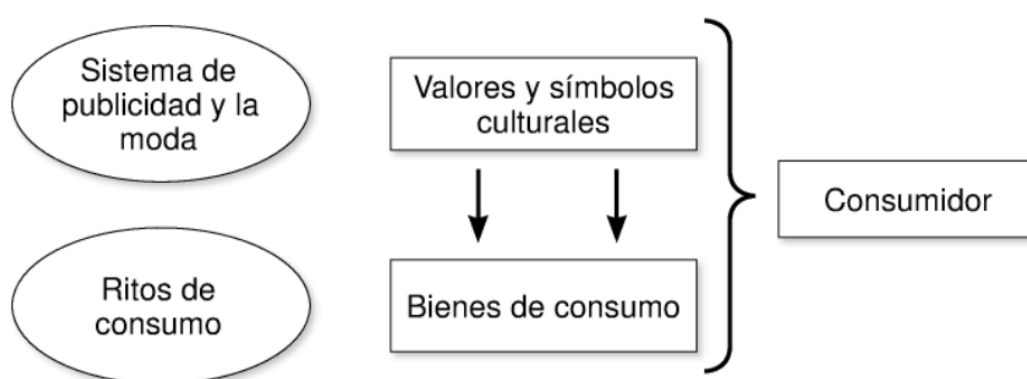 Sistema de
publicidad y la
moda
Valores y símbolos
culturales
Consumidor
Ritos de
consumo
Bienes de consumo